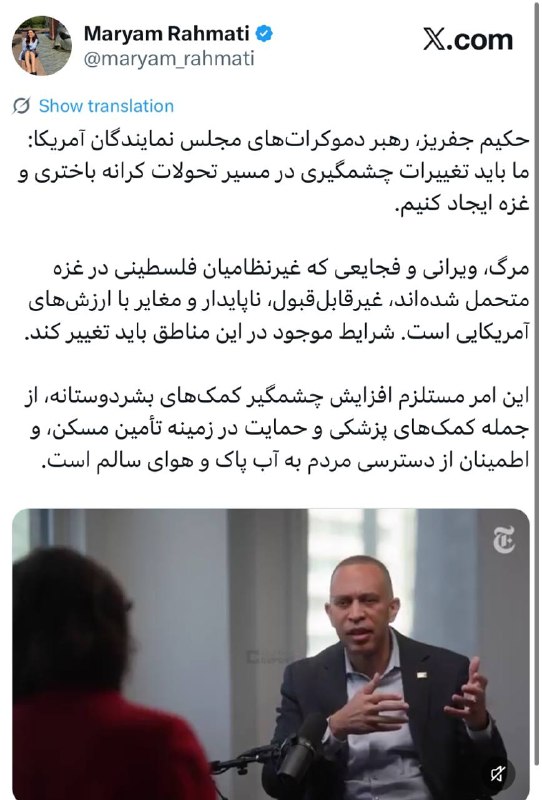 Maryam Rahmati
@maryam_rahmati
X.com
Show translation
حکیم جفریز، رهبر دموکرات‌های مجلس نمایندگان آمریکا:
ما باید تغییرات چشمگیری در مسیر تحولات کرانه باختری و
غزه ایجاد کنیم.
مرگ، ویرانی و فجایعی که غیرنظامیان فلسطینی در غزه
متحمل شده‌اند، غیرقابل‌قبول، ناپایدار و مغایر با ارزش‌های
آمریکایی است. شرایط موجود در این مناطق باید تغییر کند.
این امر مستلزم افزایش چشمگیر کمک‌های بشردوستانه، از
جمله کمک‌های پزشکی و حمایت در زمینه تأمین مسکن، و
اطمینان از دسترسی مردم به آب پاک و هوای سالم است.
T